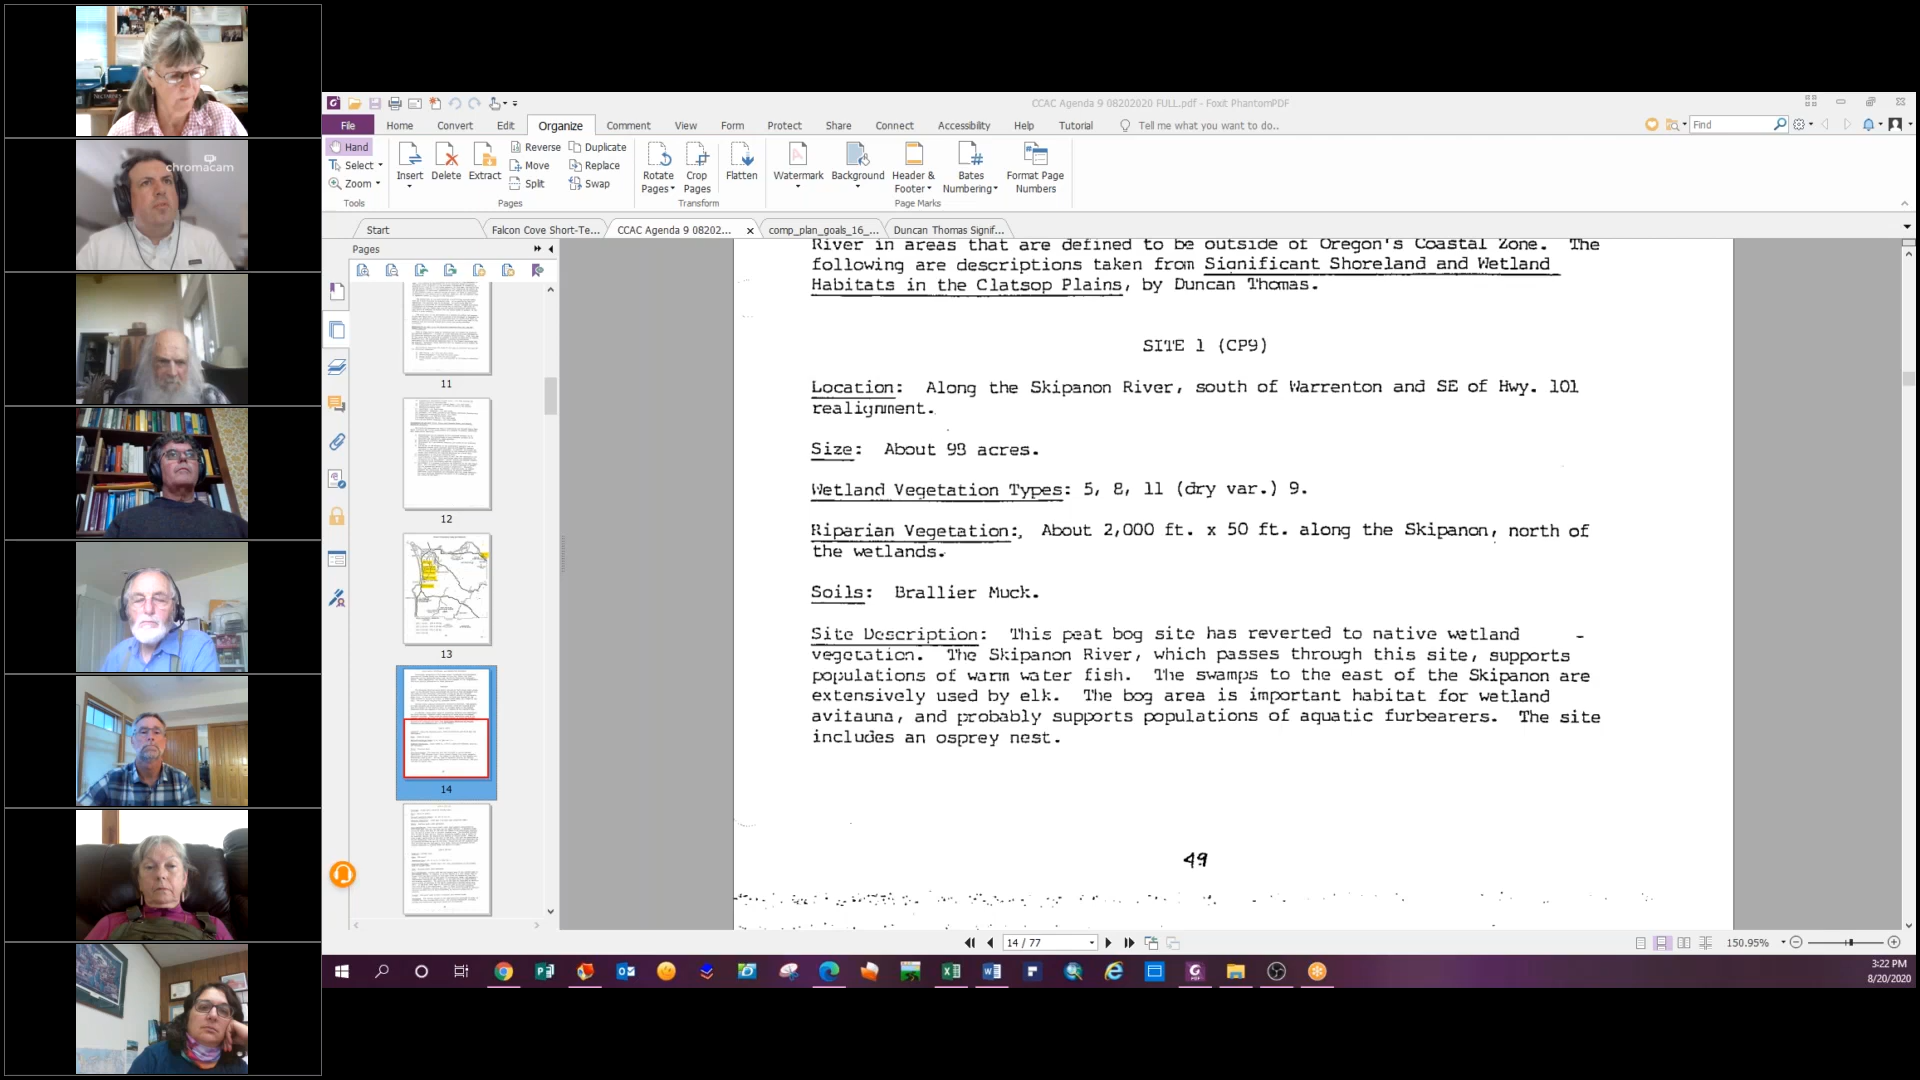 chromacam
CCAC Agenda 9 08202020 FULL.pdf - Foxit PhantomPDF
File Home Convert Edit Organize Comment View Form Protect Share Connect Accessibility Help Tutorial Tell me what you want to do.. Find
Hand
Select
Zoom
Tools
Insert
Delete
Extract
Reverse
Move
Split
Duplicate
Replace
Swap
Pages
Rotate Pages
Crop Pages
Flatten
Transform
Watermark
Background
Header & Footer
Bates Numbering
Format Page Numbers
Page Marks
Start
Falcon Cove Short-Te...
CCAC Agenda 9 08202...
comp_plan_goals_16_...
Duncan Thomas Signif...
Pages
11
12
13
14
River in areas that are defined to be outside of Oregon's Coastal Zone. The
following are descriptions taken from Significant Shoreland and Wetland
Habitats in the Clatsop Plains, by Duncan Thomas.
SITE 1 (CP9)
Location: Along the Skipanon River, south of Warrenton and SE of Hwy. 101
realignment.
Size: About 98 acres.
Wetland Vegetation Types: 5, 8, 11 (dry var.) 9.
Riparian Vegetation:, About 2,000 ft. x 50 ft. along the Skipanon, north of
the wetlands.
Soils: Brallier Muck.
Site Description: This peat bog site has reverted to native wetland
vegetation. The Skipanon River, which passes through this site, supports
populations of warm water fish. The swamps to the east of the Skipanon are
extensively used by elk. The bog area is important habitat for wetland
avifauna, and probably supports populations of aquatic furbearers. The site
includes an osprey nest.
49
14 / 77
150.95%
3:22 PM
8/20/2020